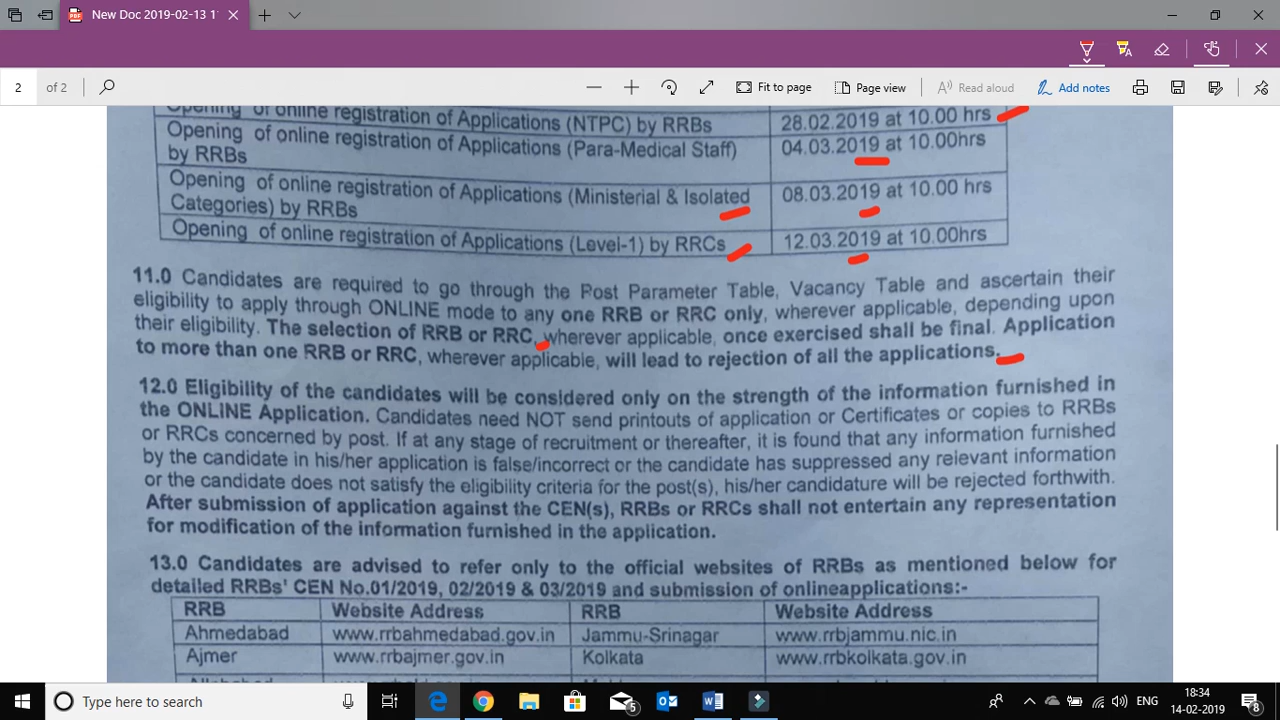 New Doc 2019-02-13 1
2 of 2 Fit to page Page view Read aloud Add notes
Opening of online registration of Applications (NTPC) by RRBs 28.02.2019 at 10.00 hrs
Opening of online registration of Applications (Para-Medical Staff) 04.03.2019 at 10.00hrs
by RRBs
Opening of online registration of Applications (Ministerial & Isolated 08.03.2019 at 10.00 hrs
Categories) by RRBs
Opening of online registration of Applications (Level-1) by RRCs 12.03.2019 at 10.00hrs
11.0 Candidates are required to go through the Post Parameter Table, Vacancy Table and ascertain their
eligibility to apply through ONLINE mode to any one RRB or RRC only, wherever applicable, depending upon
their eligibility. The selection of RRB or RRC, wherever applicable, once exercised shall be final. Application
to more than one RRB or RRC, wherever applicable, will lead to rejection of all the applications.
12.0 Eligibility of the candidates will be considered only on the strength of the information furnished in
the ONLINE Application. Candidates need NOT send printouts of application or Certificates or copies to RRBs
or RRCs concerned by post. If at any stage of recruitment or thereafter, it is found that any information furnished
by the candidate in his/her application is false/incorrect or the candidate has suppressed any relevant information
or the candidate does not satisfy the eligibility criteria for the post(s), his/her candidature will be rejected forthwith.
After submission of application against the CEN(s), RRBs or RRCs shall not entertain any representation
for modification of the information furnished in the application.
13.0 Candidates are advised to refer only to the official websites of RRBs as mentioned below for
detailed RRBs' CEN No.01/2019, 02/2019 & 03/2019 and submission of onlineapplications:-
RRB Website Address RRB Website Address
Ahmedabad www.rrbahmedabad.gov.in Jammu-Srinagar www.rrbjammu.nic.in
Ajmer www.rrbajmer.gov.in Kolkata www.rrbkolkata.gov.in
Type here to search 5 ENG 18:34
14-02-2019 8